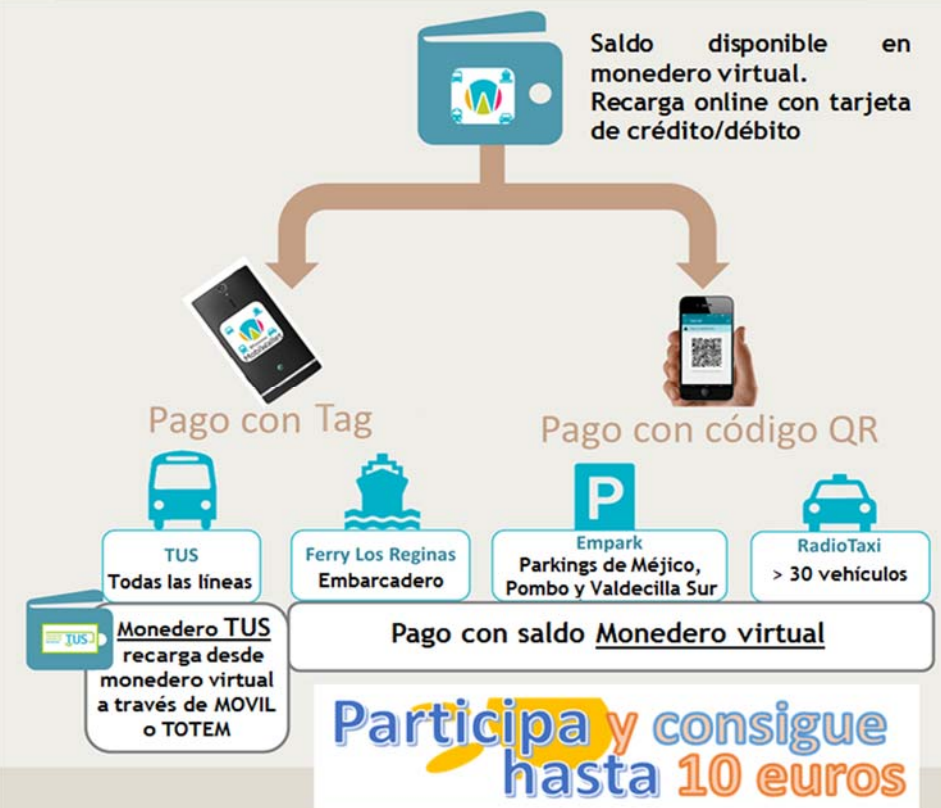 Saldo disponible en
monedero virtual.
Recarga online con tarjeta
de crédito/débito
MobiWallet
Pago con Tag
Pago con código QR
TUS
Todas las líneas
Ferry Los Reginas
Embarcadero
P
Empark
Parkings de Méjico,
Pombo y Valdecilla Sur
RadioTaxi
> 30 vehículos
TUS
Monedero TUS
recarga desde
monedero virtual
a través de MOVIL
o TOTEM
Pago con saldo Monedero virtual
Participa y consigue
hasta 10 euros